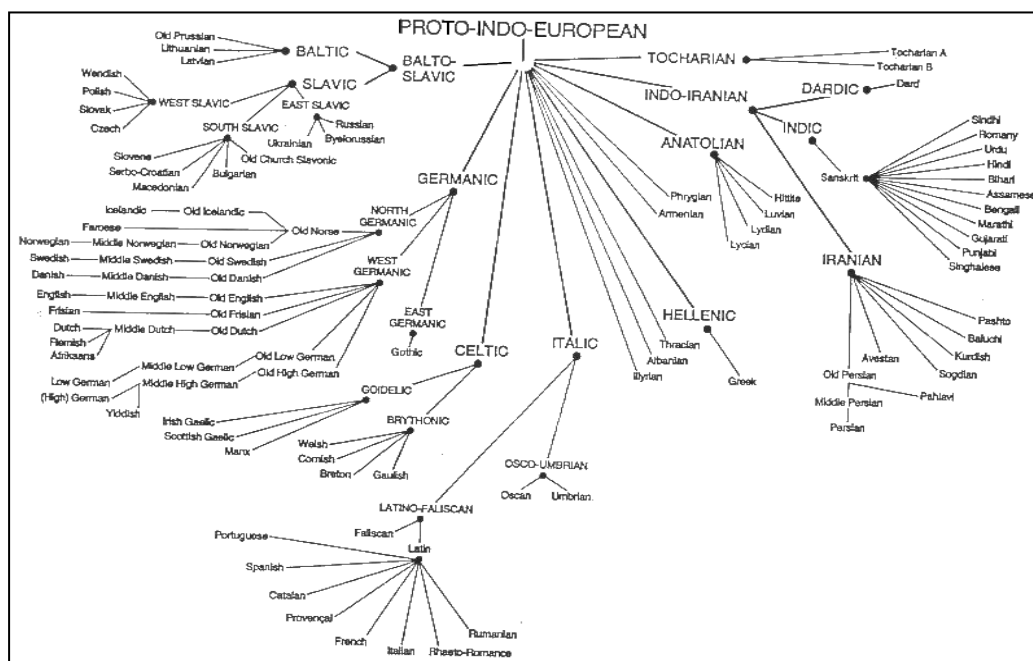 PROTO-INDO-EUROPEAN
BALTIC
Old Prussian
Lithuanian
Latvian
BALTO-
SLAVIC
SLAVIC
WEST SLAVIC
Wendish
Polish
Slovak
Czech
EAST SLAVIC
Russian
Byelorussian
Ukrainian
SOUTH SLAVIC
Old Church Slavonic
Bulgarian
Slovene
Serbo-Croatian
Macedonian
TOCHARIAN
Tocharian A
Tocharian B
INDO-IRANIAN
DARDIC
Dard
INDIC
Sanskrit
Sindhi
Romany
Urdu
Hindi
Bihari
Assamese
Bengali
Marathi
Gujarati
Punjabi
Singhalese
IRANIAN
Pashto
Baluchi
Kurdish
Sogdian
Avestan
Old Persian
Pahlavi
Middle Persian
Persian
ANATOLIAN
Hittite
Luvian
Lydian
Lycian
Phrygian
Armenian
HELLENIC
Greek
Thracian
Albanian
Illyrian
GERMANIC
NORTH
GERMANIC
Icelandic Old Icelandic
Faroese Old Norse
Norwegian Middle Norwegian Old Norwegian
Swedish Middle Swedish Old Swedish
Danish Middle Danish Old Danish
WEST
GERMANIC
English Middle English Old English
Frisian Old Frisian
Dutch Middle Dutch Old Dutch
Flemish
Afrikaans
Old Low German
Low German Middle Low German
Old High German
(High) German Middle High German
Yiddish
EAST
GERMANIC
Gothic
CELTIC
GOIDELIC
Irish Gaelic
Scottish Gaelic
Manx
BRYTHONIC
Welsh
Cornish
Breton
Gaulish
ITALIC
OSCO-UMBRIAN
Oscan Umbrian
LATINO-FALISCAN
Faliscan
Latin
Portuguese
Spanish
Catalan
Provençal
French
Italian
Rhaeto-Romance
Rumanian